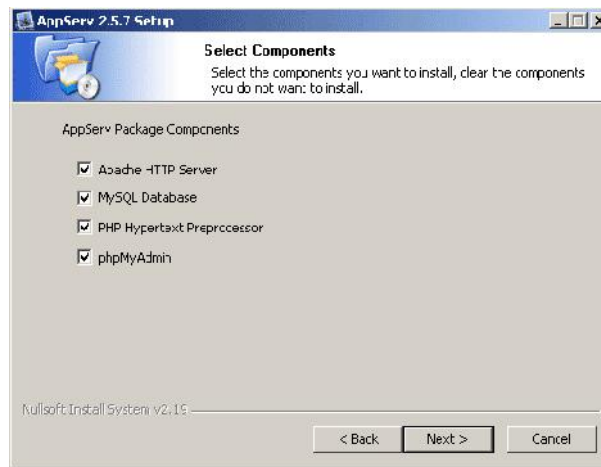 AppServ 2.5.7 Setup
Select Components
Select the components you want to install, clear the components
you do not want to install.
AppServ Package Components
Apache HTTP Server
MySQL Database
PHP Hypertext Preprocessor
phpMyAdmin
Nullsoft Install System v2.19
< Back
Next >
Cancel